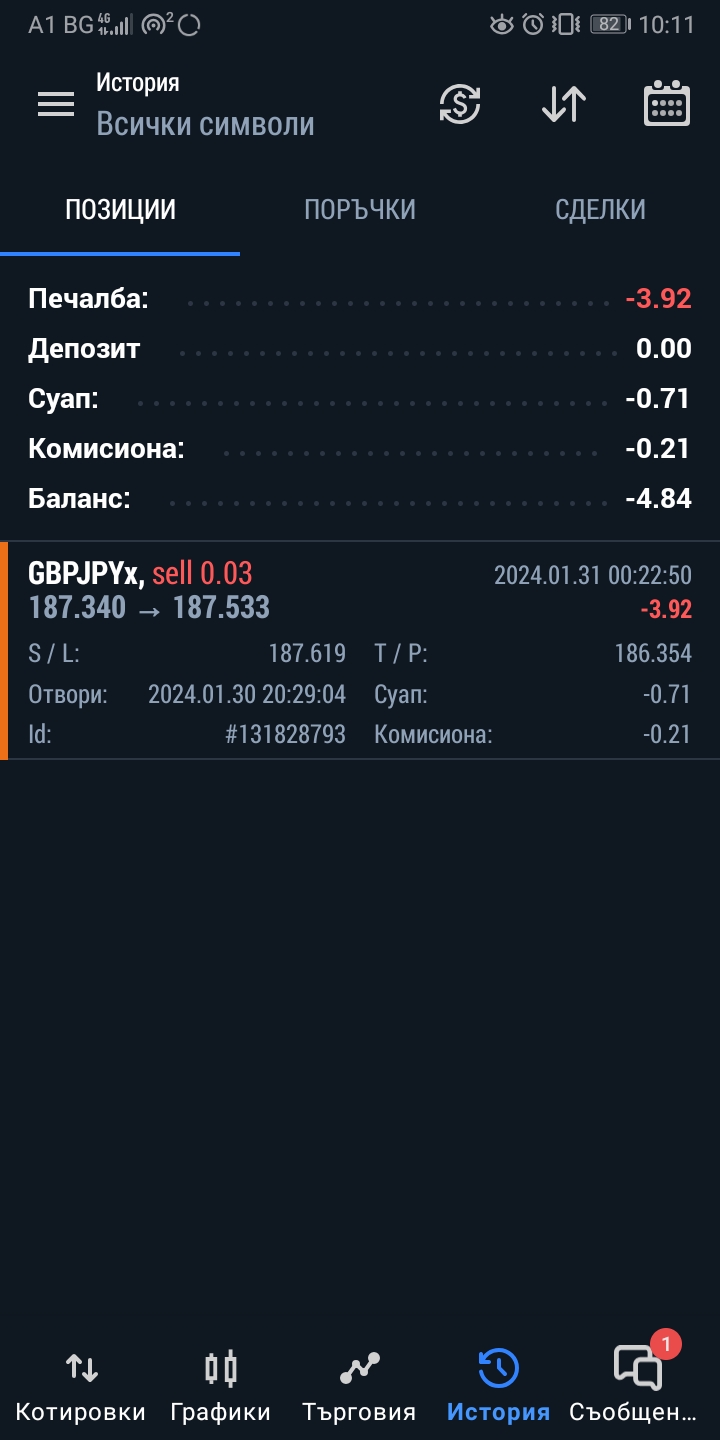 A1 BG 4G 2 82 10:11
История
Всички символи
ПОЗИЦИИ ПОРЪЧКИ СДЕЛКИ
Печалба: -3.92
Депозит 0.00
Суап: -0.71
Комисиона: -0.21
Баланс: -4.84
GBPJPYx, sell 0.03 2024.01.31 00:22:50
187.340 → 187.533 -3.92
S / L: 187.619 T / P: 186.354
Отвори: 2024.01.30 20:29:04 Суап: -0.71
Id: #131828793 Комисиона: -0.21
1
Котировки Графики Търговия История Съобщен...